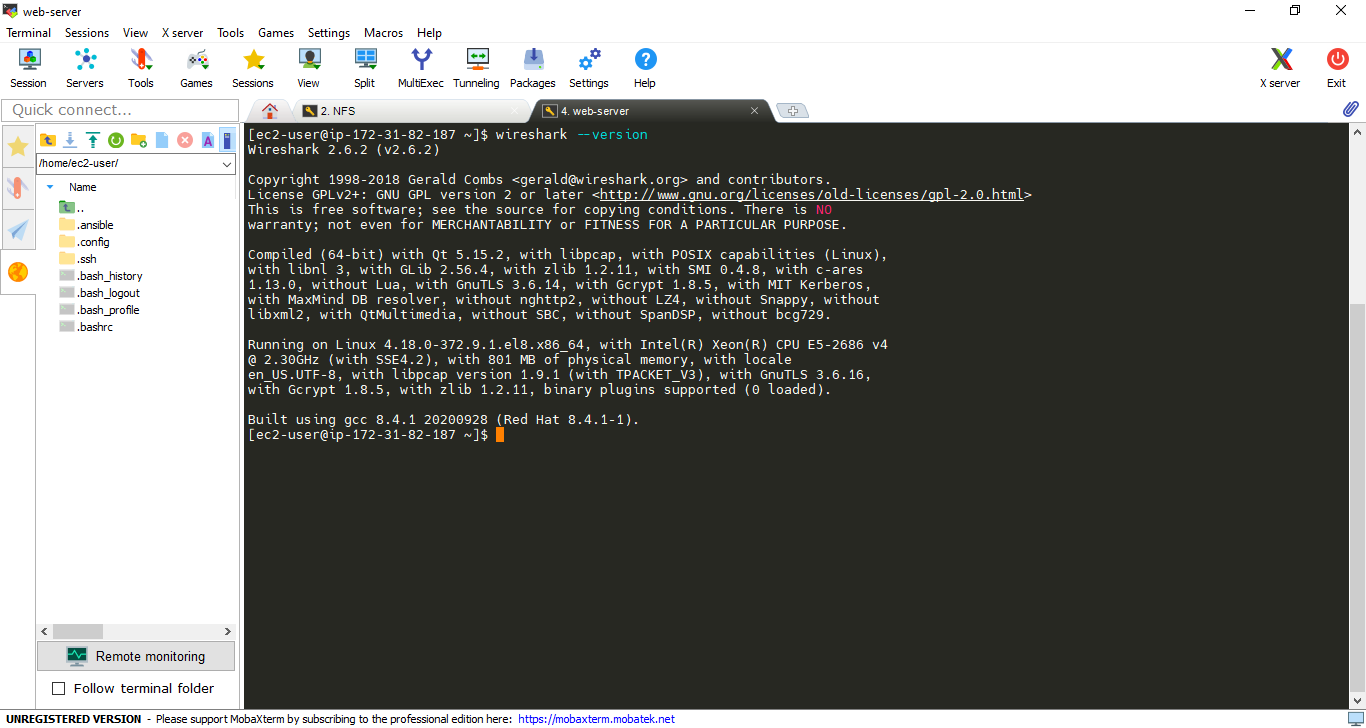 web-server
Terminal Sessions View X server Tools Games Settings Macros Help
Session Servers Tools Games Sessions View Split MultiExec Tunneling Packages Settings Help X server Exit
Quick connect...
2. NFS
4. web-server
/home/ec2-user/
Name
..
.ansible
.config
.ssh
.bash_history
.bash_logout
.bash_profile
.bashrc
Remote monitoring
Follow terminal folder
[ec2-user@ip-172-31-82-187 ~]$ wireshark --version
Wireshark 2.6.2 (v2.6.2)
Copyright 1998-2018 Gerald Combs <gerald@wireshark.org> and contributors.
License GPLv2+: GNU GPL version 2 or later <http://www.gnu.org/licenses/old-licenses/gpl-2.0.html>
This is free software; see the source for copying conditions. There is NO
warranty; not even for MERCHANTABILITY or FITNESS FOR A PARTICULAR PURPOSE.
Compiled (64-bit) with Qt 5.15.2, with libpcap, with POSIX capabilities (Linux),
with libnl 3, with GLib 2.56.4, with zlib 1.2.11, with SMI 0.4.8, with c-ares
1.13.0, without Lua, with GnuTLS 3.6.14, with Gcrypt 1.8.5, with MIT Kerberos,
with MaxMind DB resolver, without nghttp2, without LZ4, without Snappy, without
libxml2, with QtMultimedia, without SBC, without SpanDSP, without bcg729.
Running on Linux 4.18.0-372.9.1.el8.x86_64, with Intel(R) Xeon(R) CPU E5-2686 v4
@ 2.30GHz (with SSE4.2), with 801 MB of physical memory, with locale
en_US.UTF-8, with libpcap version 1.9.1 (with TPACKET_V3), with GnuTLS 3.6.16,
with Gcrypt 1.8.5, with zlib 1.2.11, binary plugins supported (0 loaded).
Built using gcc 8.4.1 20200928 (Red Hat 8.4.1-1).
[ec2-user@ip-172-31-82-187 ~]$
UNREGISTERED VERSION - Please support MobaXterm by subscribing to the professional edition here: https://mobaxterm.mobatek.net